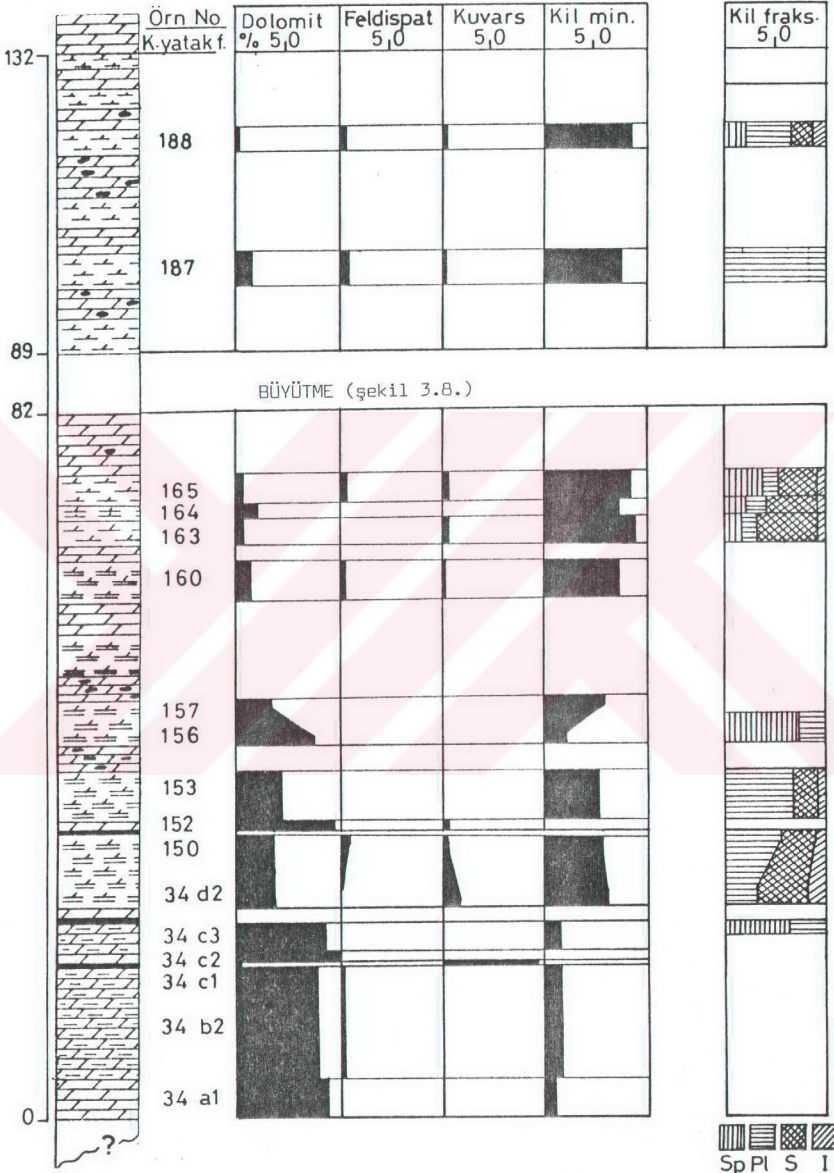 Örn No
K.yatak f.
Dolomit
% 5,0
Feldispat
5,0
Kuvars
5,0
Kil min.
5,0
Kil fraks.
5,0
132
188
187
89
BÜYÜTME (şekil 3.8.)
82
165
164
163
160
157
156
153
152
150
34 d2
34 c3
34 c2
34 c1
34 b2
34 a1
0
?
Sp Pl S I